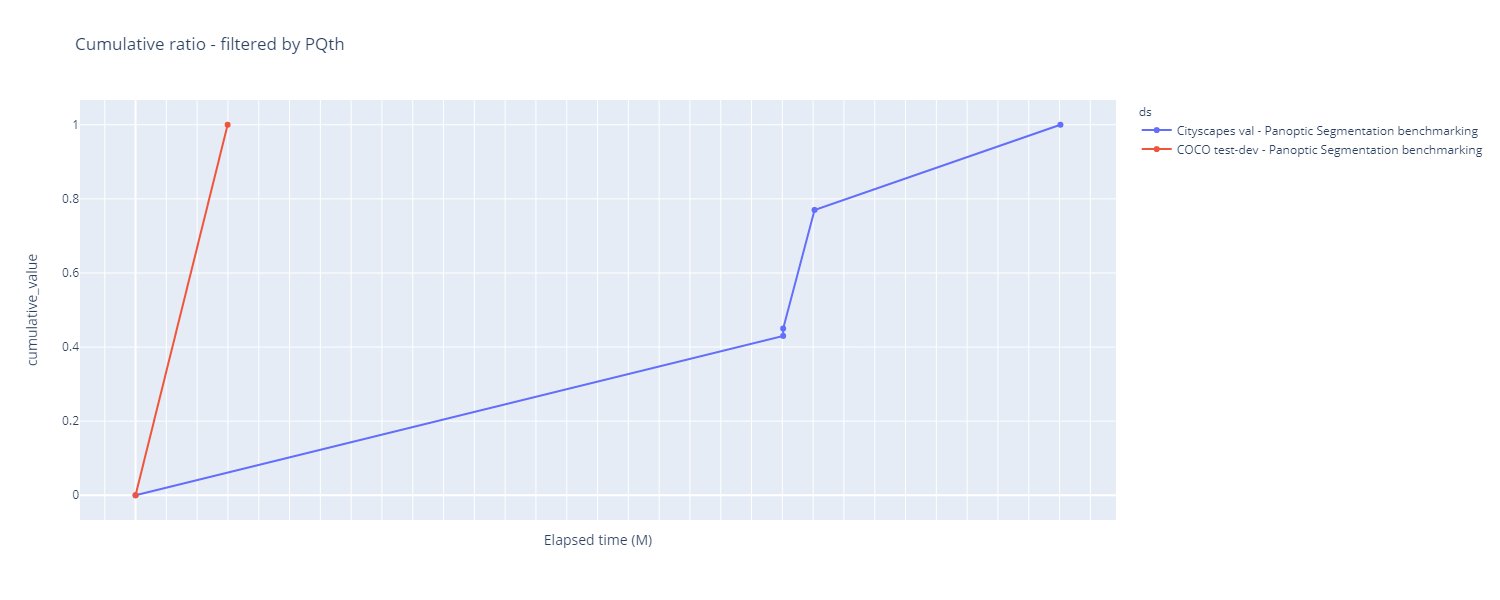 Cumulative ratio - filtered by PQth
ds
Cityscapes val - Panoptic Segmentation benchmarking
COCO test-dev - Panoptic Segmentation benchmarking
1
0.8
0.6
0.4
0.2
0
cumulative_value
Elapsed time (M)